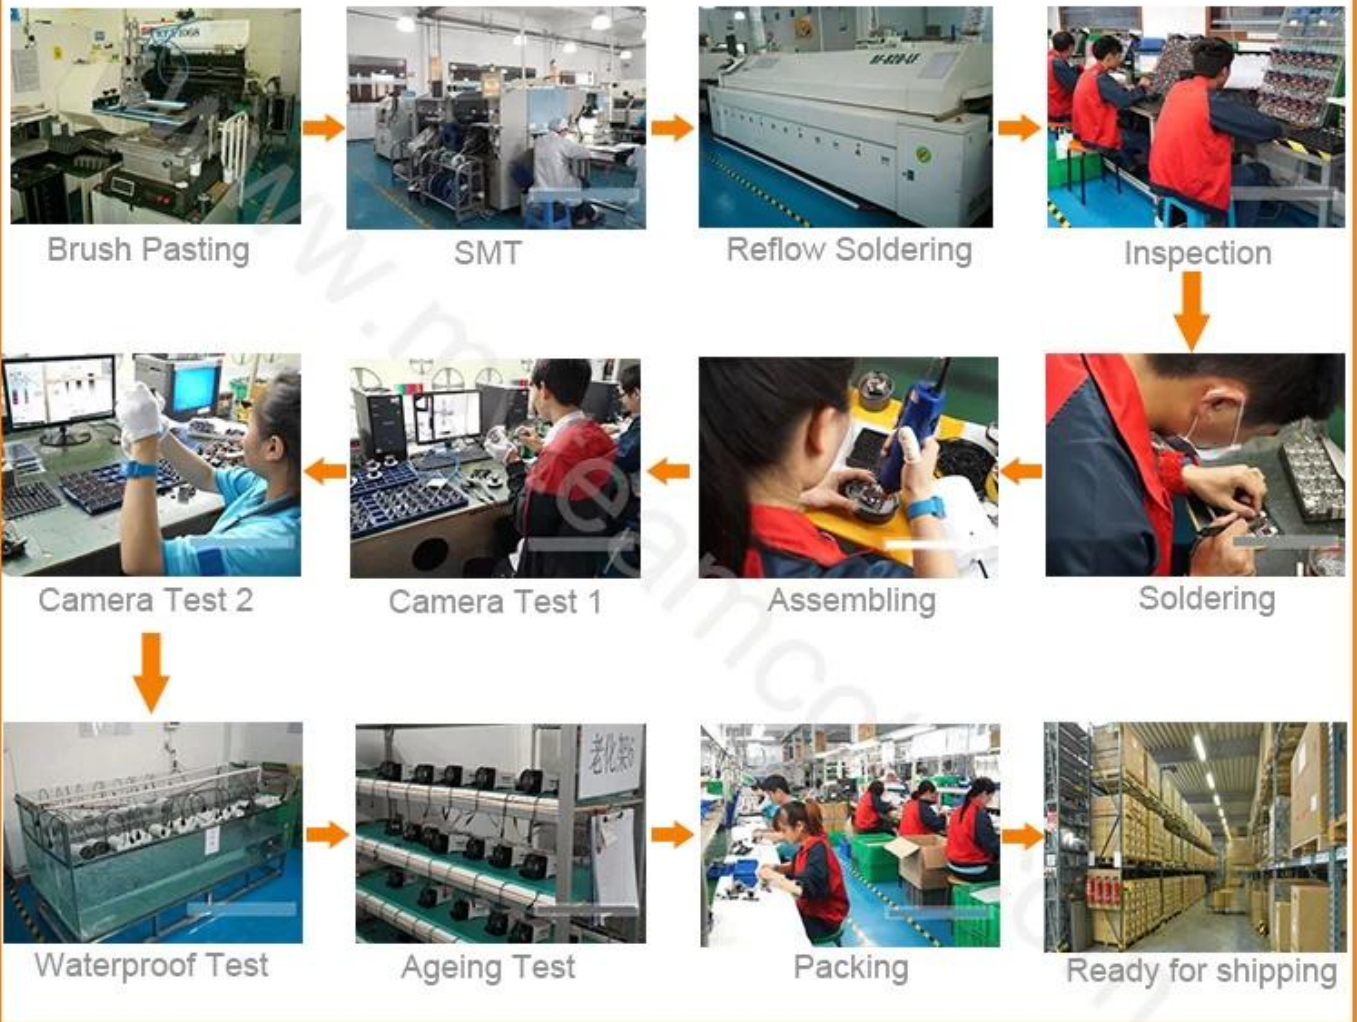 Brush Pasting
SMT
Reflow Soldering
Inspection
Camera Test 2
Camera Test 1
Assembling
Soldering
老化架6
Waterproof Test
Ageing Test
Packing
Ready for shipping